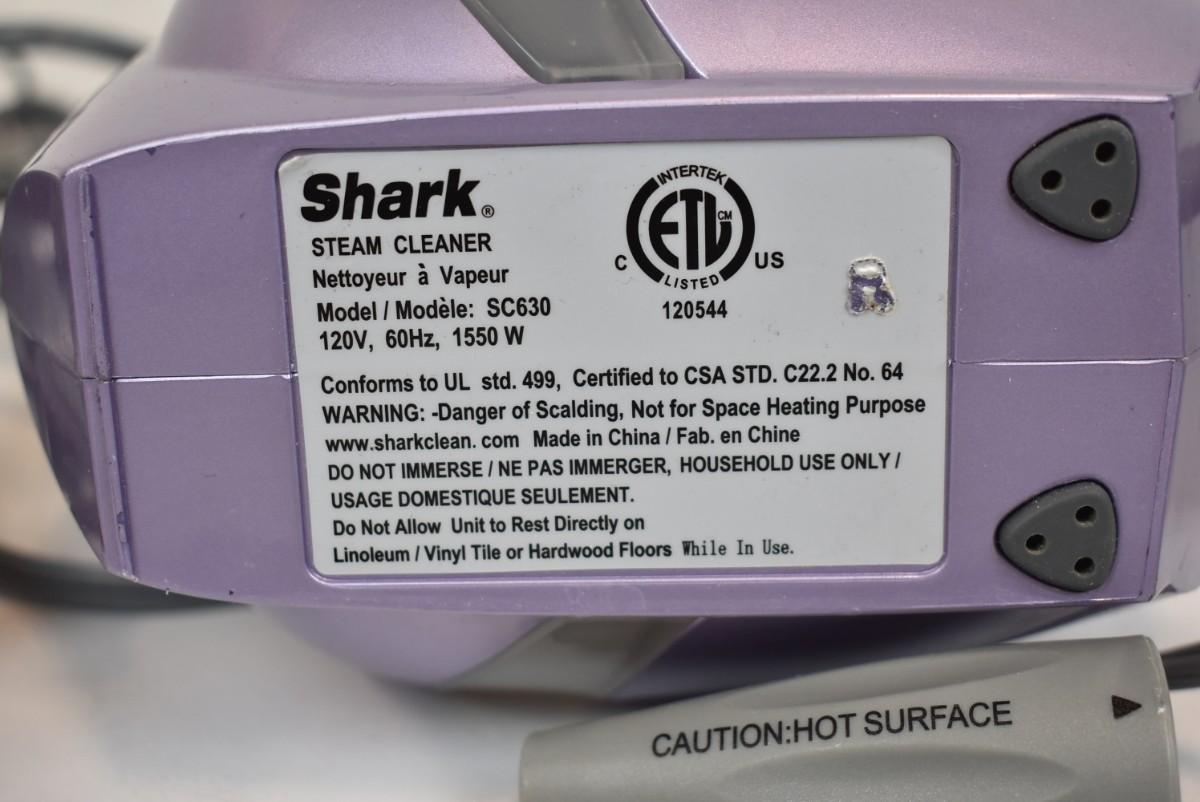 Shark®
STEAM CLEANER
Nettoyeur à Vapeur
Model / Modèle: SC630
120V, 60Hz, 1550 W
INTERTEK
ETL CM
C US
LISTED
120544
R
Conforms to UL std. 499, Certified to CSA STD. C22.2 No. 64
WARNING: -Danger of Scalding, Not for Space Heating Purpose
www.sharkclean. com Made in China / Fab. en Chine
DO NOT IMMERSE / NE PAS IMMERGER, HOUSEHOLD USE ONLY /
USAGE DOMESTIQUE SEULEMENT.
Do Not Allow Unit to Rest Directly on
Linoleum / Vinyl Tile or Hardwood Floors While In Use.
CAUTION:HOT SURFACE